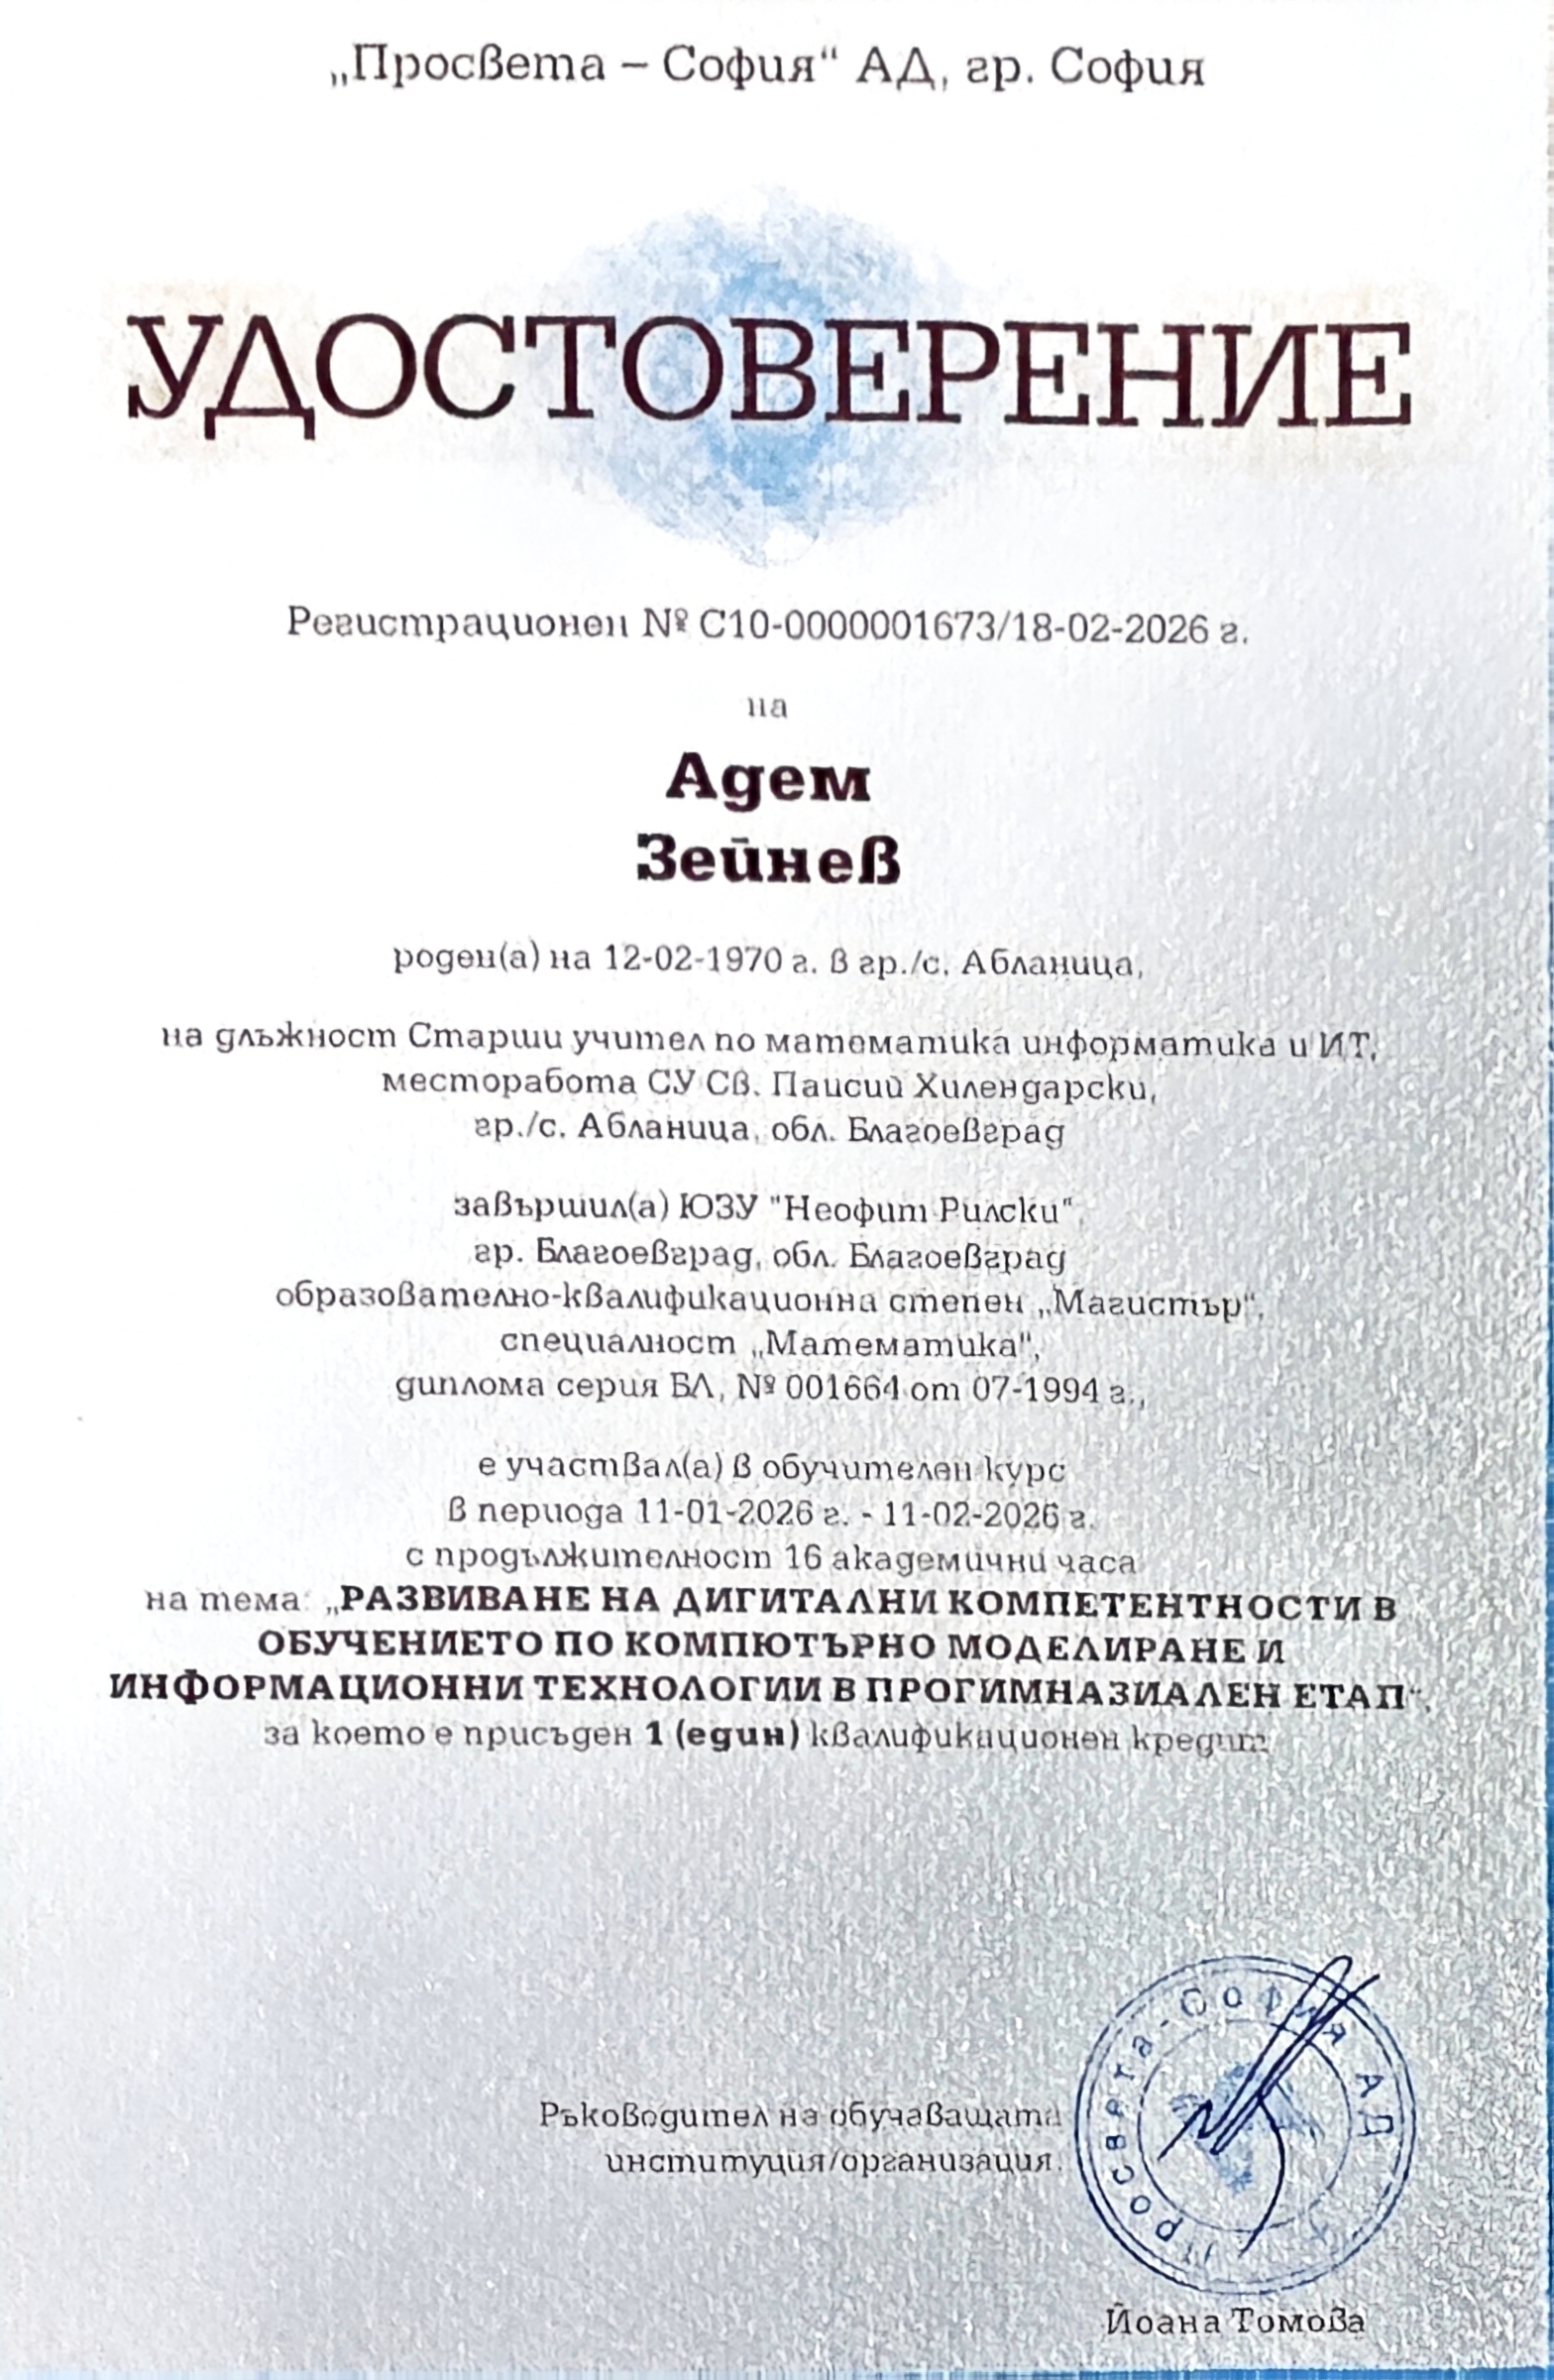 „Просвета – София“ АД, гр. София
УДОСТОВЕРЕНИЕ
Регистрационен № С10-0000001673/18-02-2026 г.
на
Адем
Зейнев
роден(а) на 12-02-1970 г. в гр./с. Абланица,
на длъжност Старши учител по математика информатика и ИТ,
месторабота СУ Св. Паисий Хилендарски,
гр./с. Абланица, обл. Благоевград
завършил(а) ЮЗУ "Неофит Рилски",
гр. Благоевград, обл. Благоевград
образователно-квалификационна степен „Магистър“,
специалност „Математика",
диплома серия БЛ, № 001664 от 07-1994 г.,
е участвал(а) в обучителен курс
в периода 11-01-2026 г. - 11-02-2026 г.
с продължителност 16 академични часа
на тема: „РАЗВИВАНЕ НА ДИГИТАЛНИ КОМПЕТЕНТНОСТИ В
ОБУЧЕНИЕТО ПО КОМПЮТЪРНО МОДЕЛИРАНЕ И
ИНФОРМАЦИОННИ ТЕХНОЛОГИИ В ПРОГИМНАЗИАЛЕН ЕТАП“,
за което е присъден 1 (един) квалификационен кредит
Просвета - София АД
Ръководител на обучаващата
институция/организация:
Йоана Томова